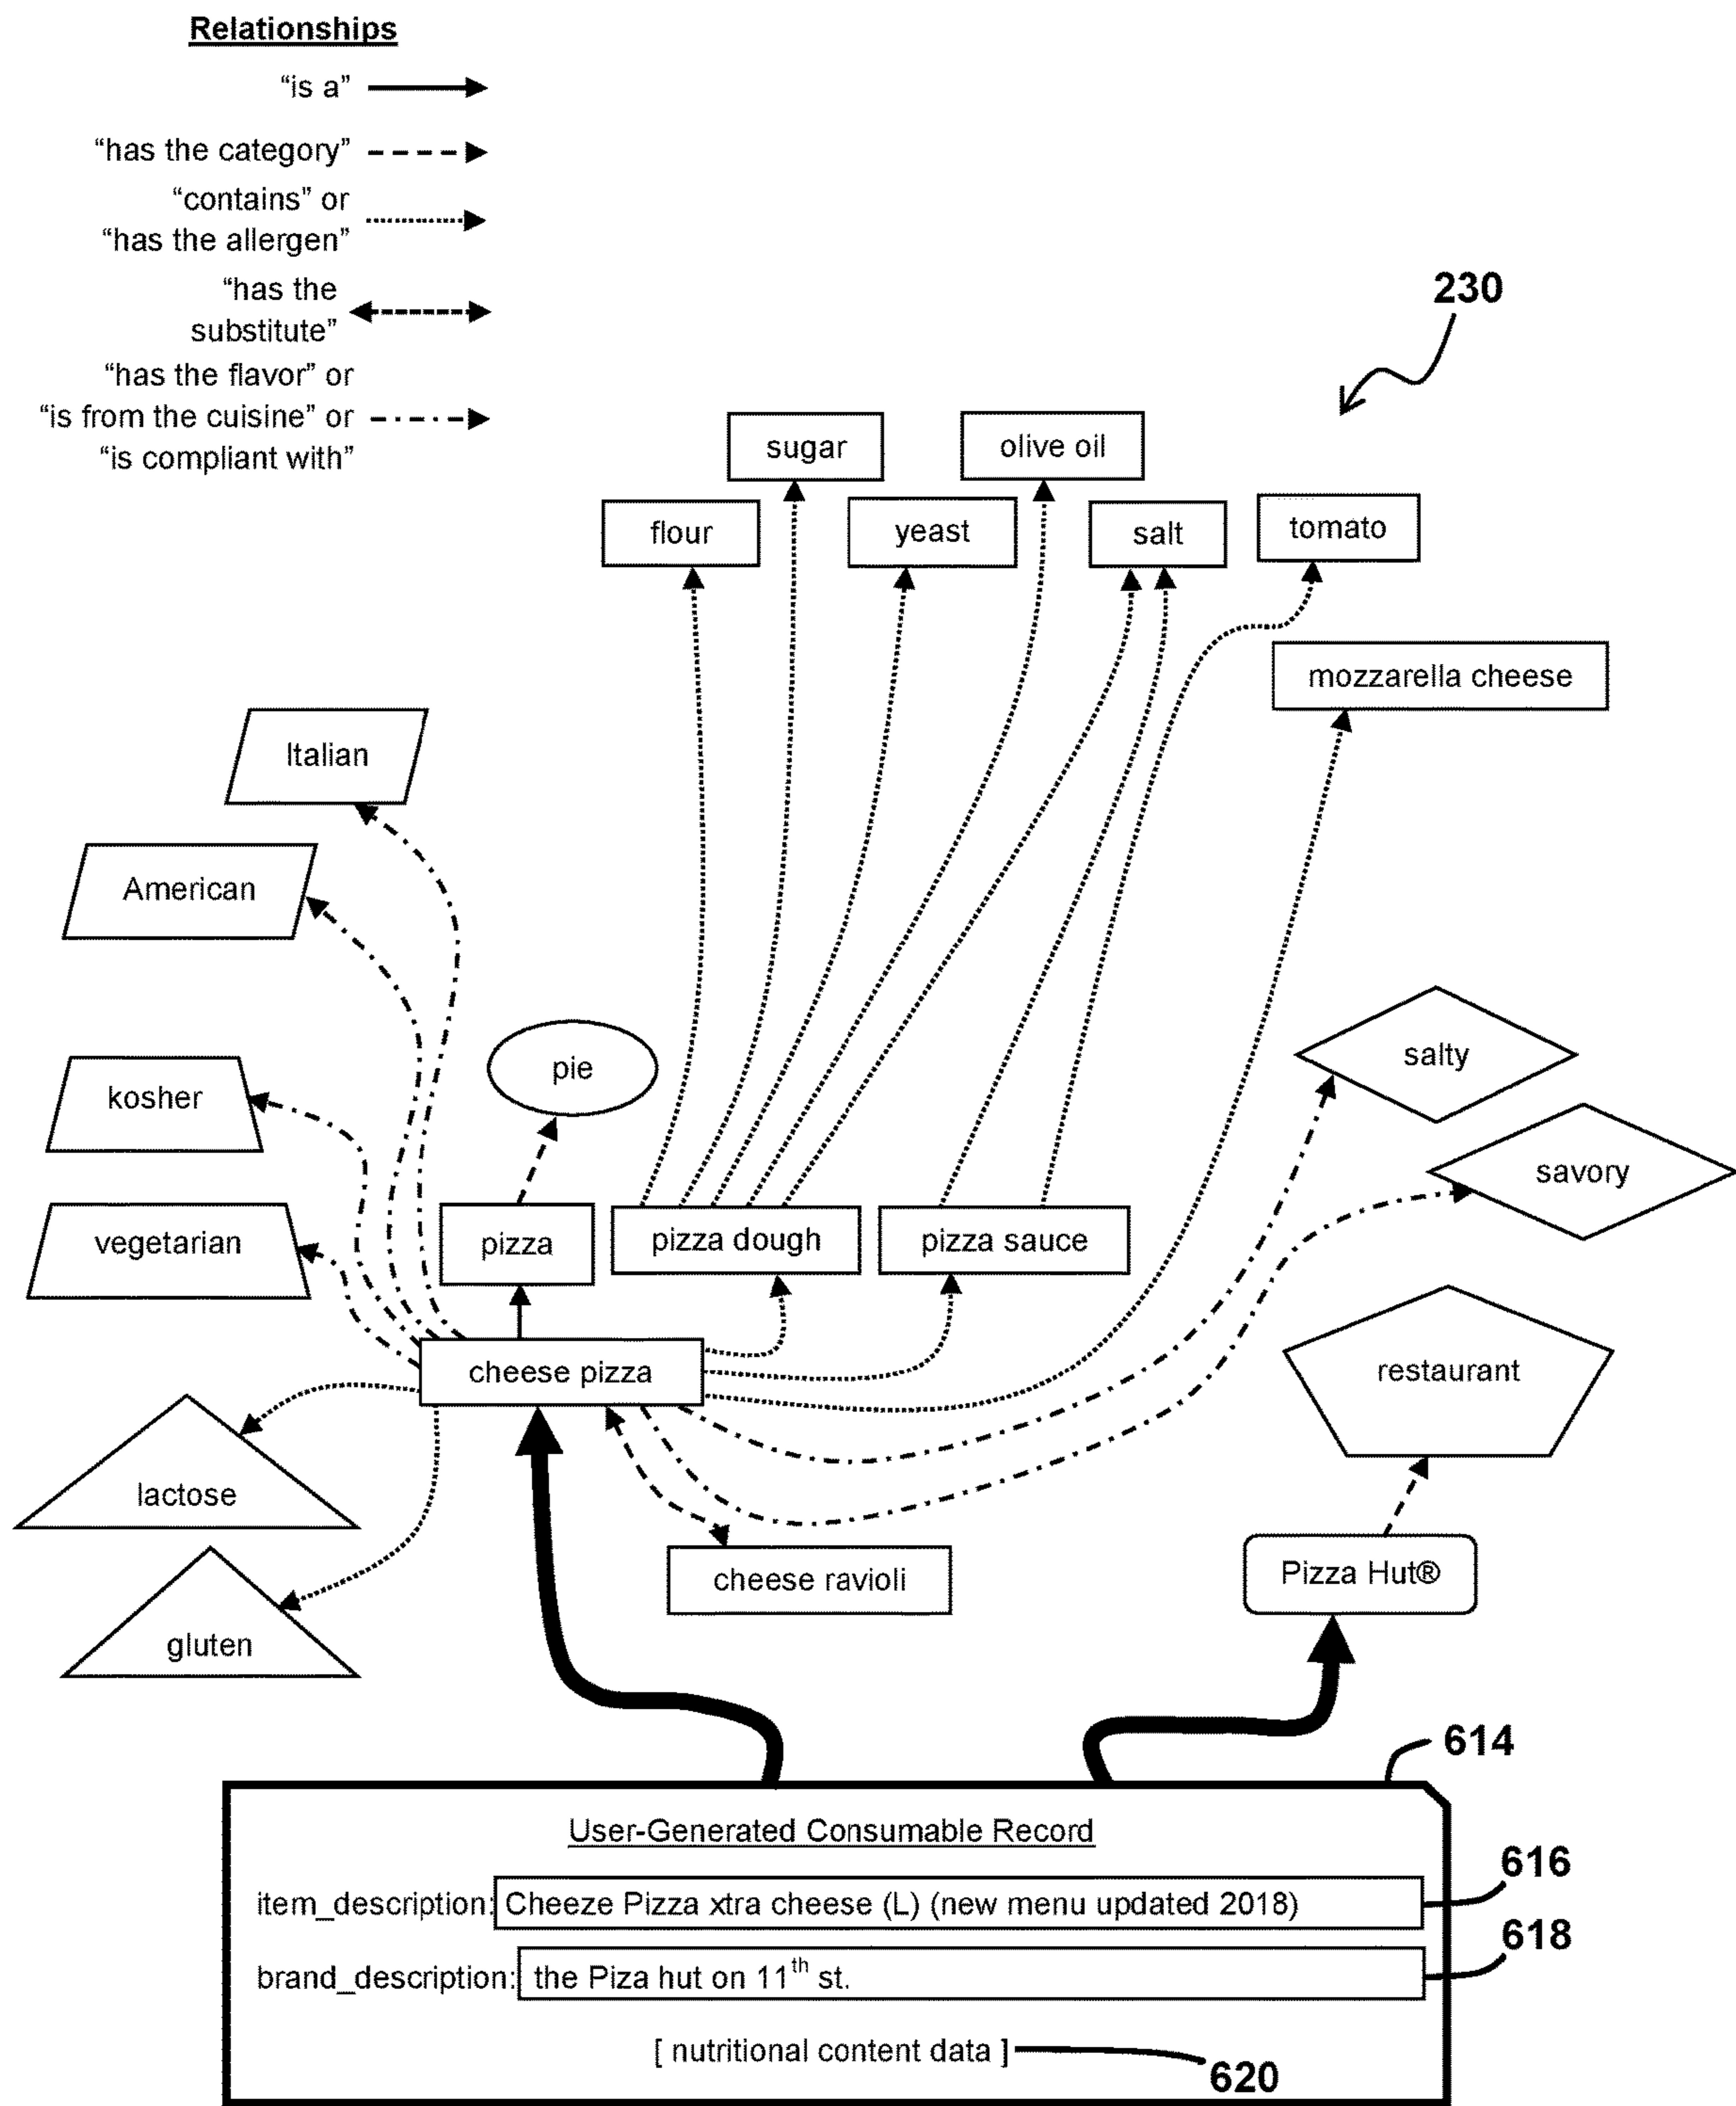 Relationships
“is a”
“has the category”
“contains” or
“has the allergen”
“has the
substitute”
“has the flavor” or
“is from the cuisine” or
“is compliant with”
230
sugar
olive oil
flour
yeast
salt
tomato
mozzarella cheese
Italian
American
kosher
pie
salty
savory
vegetarian
pizza
pizza dough
pizza sauce
cheese pizza
restaurant
lactose
cheese ravioli
Pizza Hut®
gluten
614
User-Generated Consumable Record
616
item_description: Cheeze Pizza xtra cheese (L) (new menu updated 2018)
618
brand_description: the Piza hut on 11th st.
[ nutritional content data ]
620